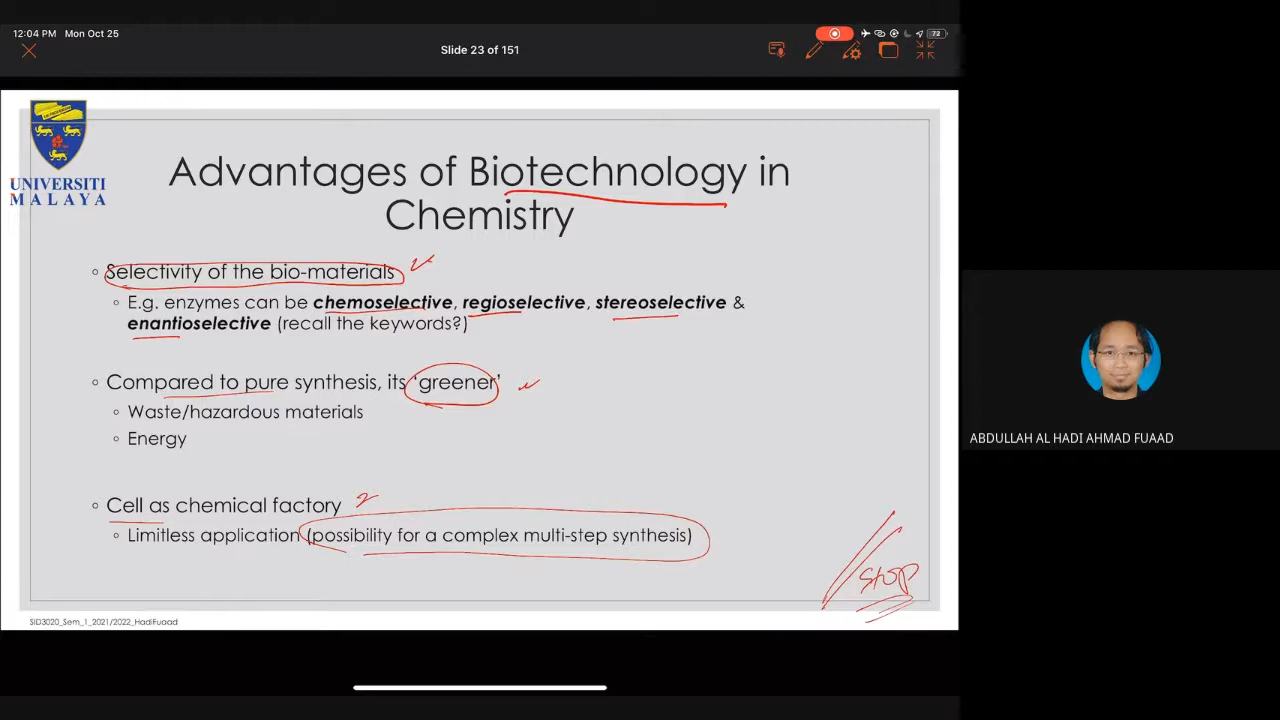 12:04 PM Mon Oct 25
72
Slide 23 of 151
UNIVERSITI
MALAYA
Advantages of Biotechnology in
Chemistry
◦ Selectivity of the bio-materials
◦ E.g. enzymes can be chemoselective, regioselective, stereoselective &
enantioselective (recall the keywords?)
◦ Compared to pure synthesis, its 'greener'
◦ Waste/hazardous materials
◦ Energy
◦ Cell as chemical factory
◦ Limitless application (possibility for a complex multi-step synthesis)
stop
SID3020_Sem_1_2021/2022_HadiFuaad
ABDULLAH AL HADI AHMAD FUAAD